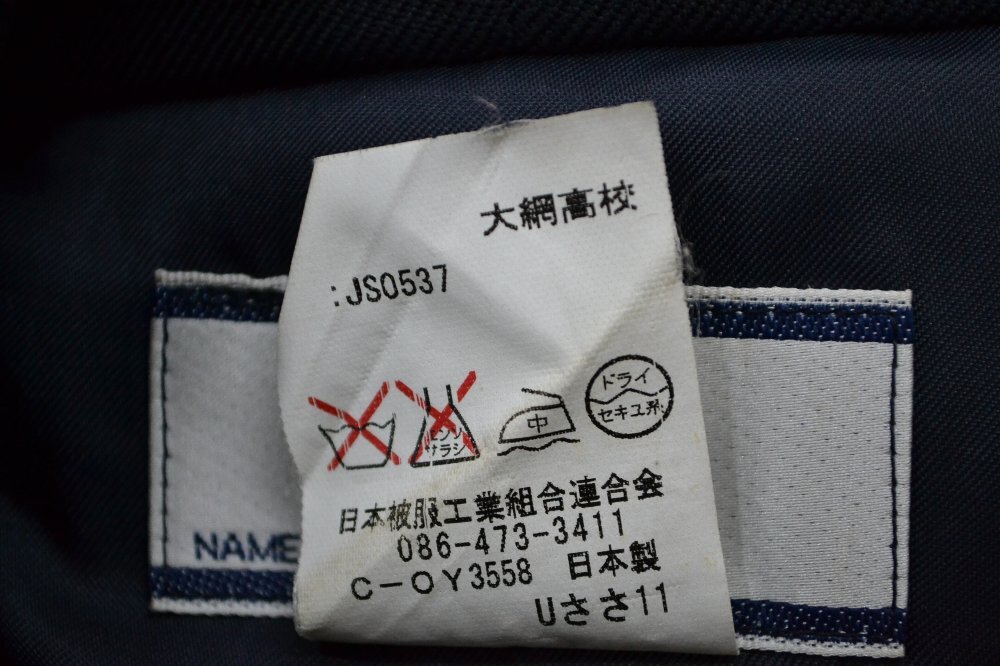 大網高校
:JS0537
エンソ
サラシ
中
ドライ
セキユ系
日本被服工業組合連合会
086-473-3411
C-OY3558 日本製
Uささ11
NAME